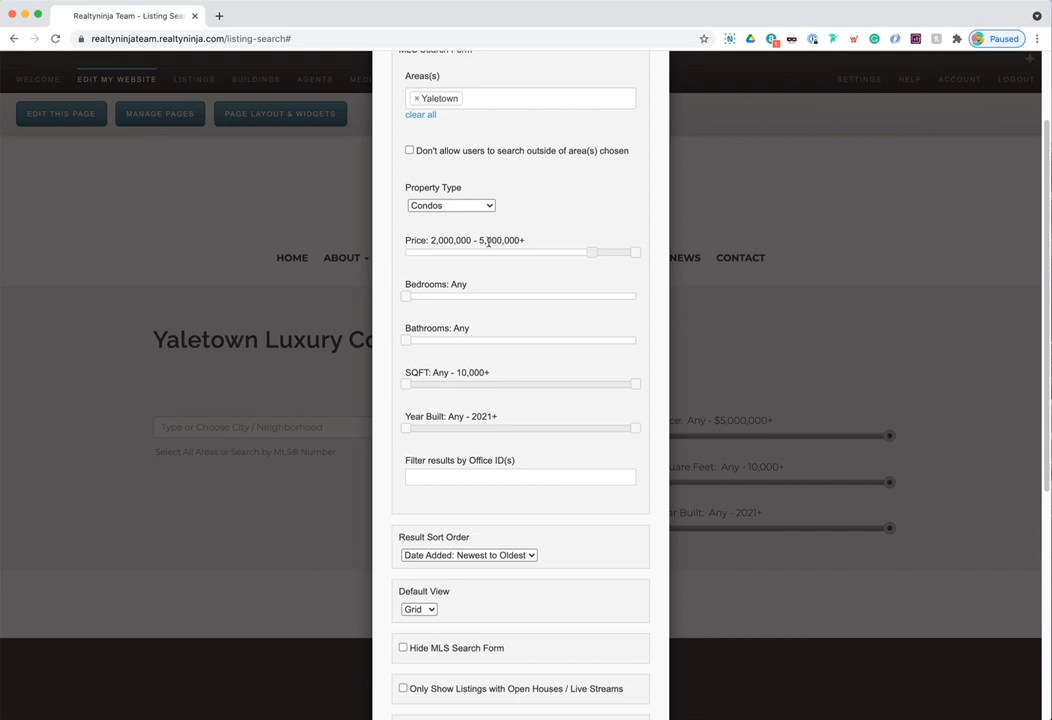 Realtyninja Team - Listing Sea
realtyninjateam.realtyninja.com/listing-search#
Paused
WELCOME EDIT MY WEBSITE LISTINGS BUILDINGS AGENTS MED SETTINGS HELP ACCOUNT LOGOUT
EDIT THIS PAGE MANAGE PAGES PAGE LAYOUT & WIDGETS
MLS Search Form
Areas(s)
× Yaletown
clear all
Don't allow users to search outside of area(s) chosen
Property Type
Condos
Price: 2,000,000 - 5,000,000+
HOME ABOUT NEWS CONTACT
Bedrooms: Any
Bathrooms: Any
Yaletown Luxury Co
SQFT: Any - 10,000+
Year Built: Any - 2021+
ce: Any - $5,000,000+
Type or Choose City / Neighborhood
Select All Areas or Search by MLS® Number
Filter results by Office ID(s)
uare Feet: Any - 10,000+
ar Built: Any - 2021+
Result Sort Order
Date Added: Newest to Oldest
Default View
Grid
Hide MLS Search Form
Only Show Listings with Open Houses / Live Streams